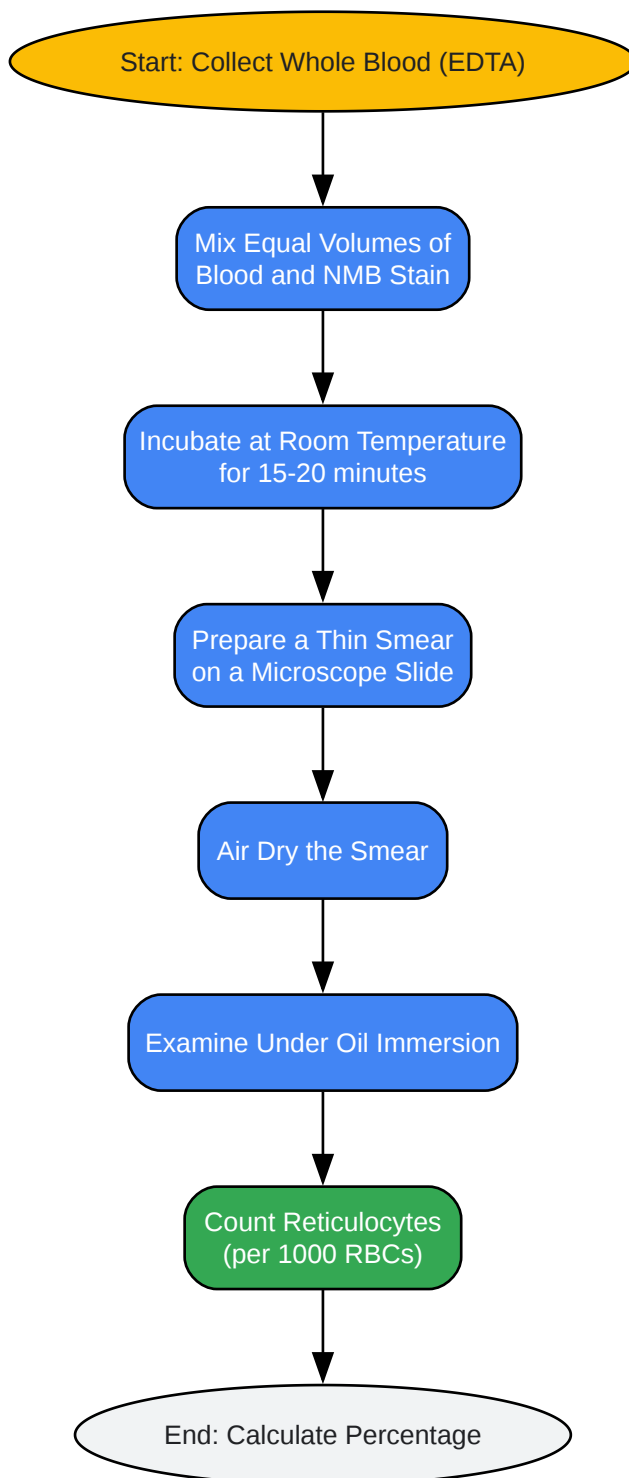 Start: Collect Whole Blood (EDTA)
Mix Equal Volumes of
Blood and NMB Stain
Incubate at Room Temperature
for 15-20 minutes
Prepare a Thin Smear
on a Microscope Slide
Air Dry the Smear
Examine Under Oil Immersion
Count Reticulocytes
(per 1000 RBCs)
End: Calculate Percentage